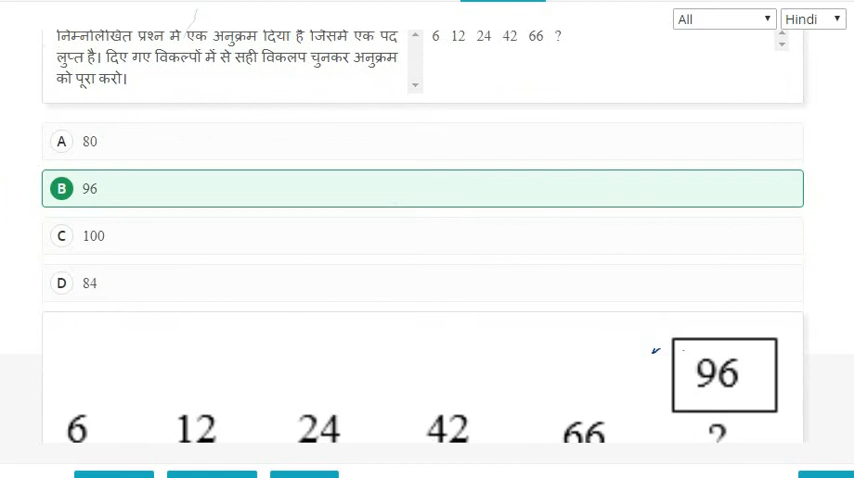 All
Hindi
निम्नलिखित प्रश्न में एक अनुक्रम दिया है जिसमें एक पद
लुप्त है। दिए गए विकल्पों में से सही विकलप चुनकर अनुक्रम
को पूरा करो।
6 12 24 42 66 ?
A 80
B 96
C 100
D 84
96
6 12 24 42 66 ?